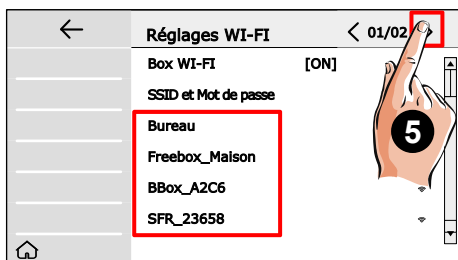 Réglages WI-FI
01/02
Box WI-FI [ON]
SSID et Mot de passe
Bureau
Freebox_Maison
BBox_A2C6
SFR_23658
5